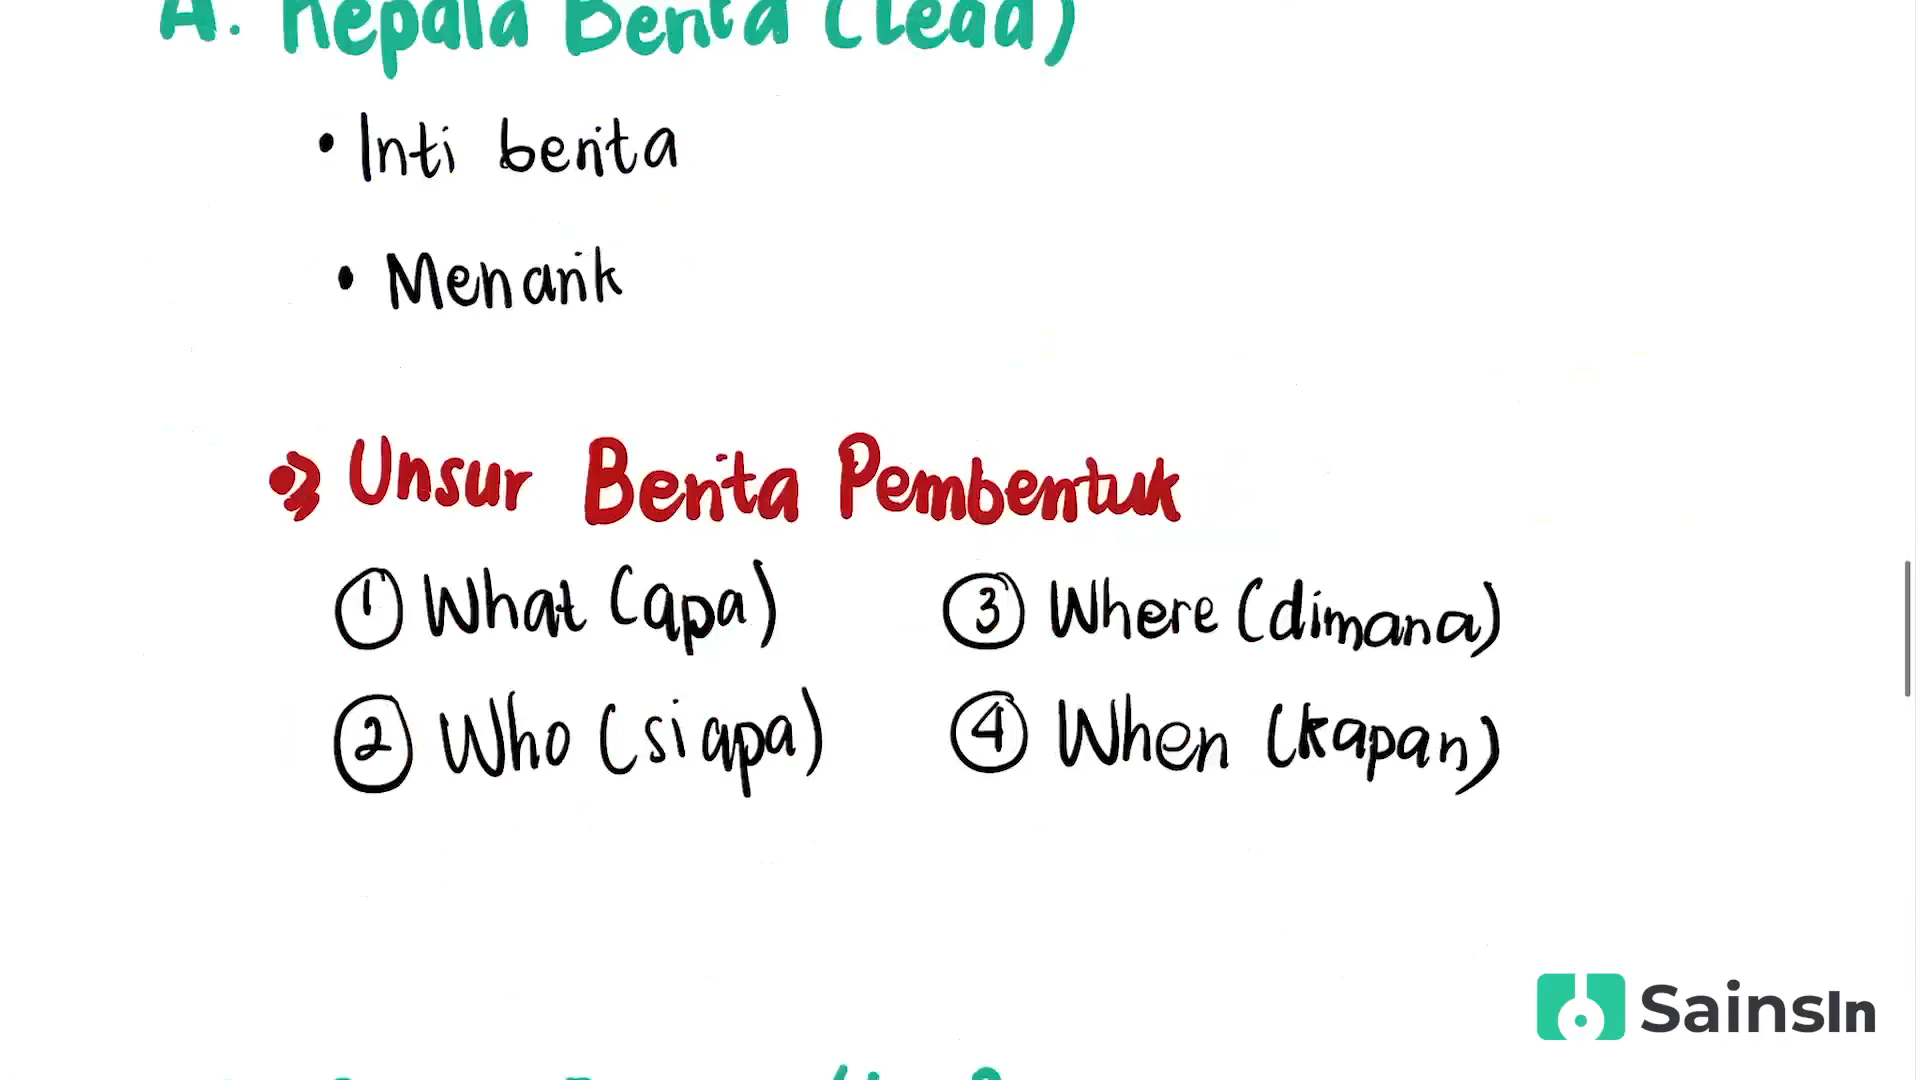 A. Kepala Berita (Lead)
• Inti berita
• Menarik
Unsur Berita Pembentuk
① What (apa)
② Who (siapa)
③ Where (dimana)
④ When (kapan)
SainsIn